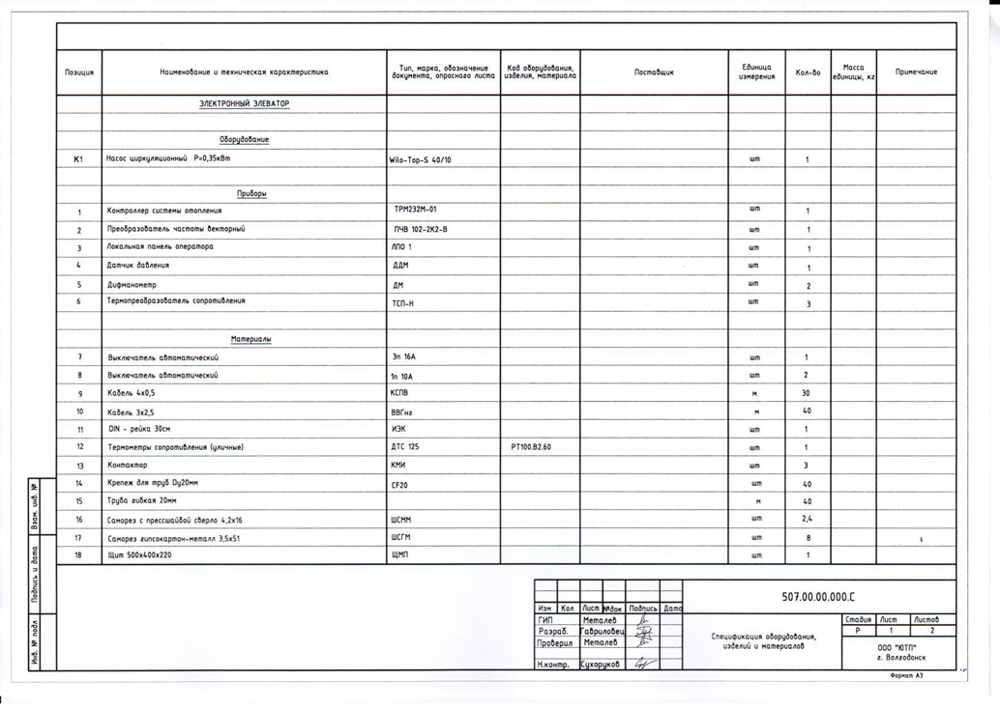 Позиция Наименование и техническая характеристика Тип, марка, обозначение документа, опросного листа Код оборудования, изделия, материала Поставщик Единица измерения Кол-во Масса единицы, кг Примечание
ЭЛЕКТРОННЫЙ ЭЛЕВАТОР
Оборудование
К1 Насос циркуляционный Р=0,35кВт Wilo-Top-S 40/10 шт 1
Приборы
1 Контроллер системы отопления ТРМ232М-01 шт 1
2 Преобразователь частоты векторный ПЧВ 102-2К2-В шт 1
3 Локальная панель оператора ЛПО 1 шт 1
4 Датчик давления ДДМ шт 1
5 Дифманометр ДМ шт 2
6 Термопреобразователь сопротивления ТСП-Н шт 3
Материалы
7 Выключатель автоматический 3п 16А шт 1
8 Выключатель автоматический 1п 10А шт 2
9 Кабель 4х0,5 КСПВ м 30
10 Кабель 3х2,5 ВВГнг м 40
11 DIN - рейка 30см ИЭК шт 1
12 Термометры сопротивления (уличные) ДТС 125 РТ100.В2.60 шт 1
13 Контактор КМИ шт 3
14 Крепеж для труб Dy20мм CF20 шт 40
15 Труба гибкая 20мм м 40
16 Саморез с прессшайбой сверло 4,2х16 ШСММ шт 2,4
17 Саморез гипсокартон-металл 3,5х51 ШСГМ шт 8
18 Щит 500х400х220 ЩМП шт 1
Взам. инв. №
Подпись и дата
Инв. № подл
507.00.00.000.С
Изм Кол Лист №док Подпись Дата
ГИП Металев
Разраб. Гавриловец
Проверил Металев
Н.контр. Сухоруков
Спецификация оборудования,
изделий и материалов
Стадия Лист Листов
Р 1 2
ООО "ЮТП"
г. Волгодонск
Формат А3